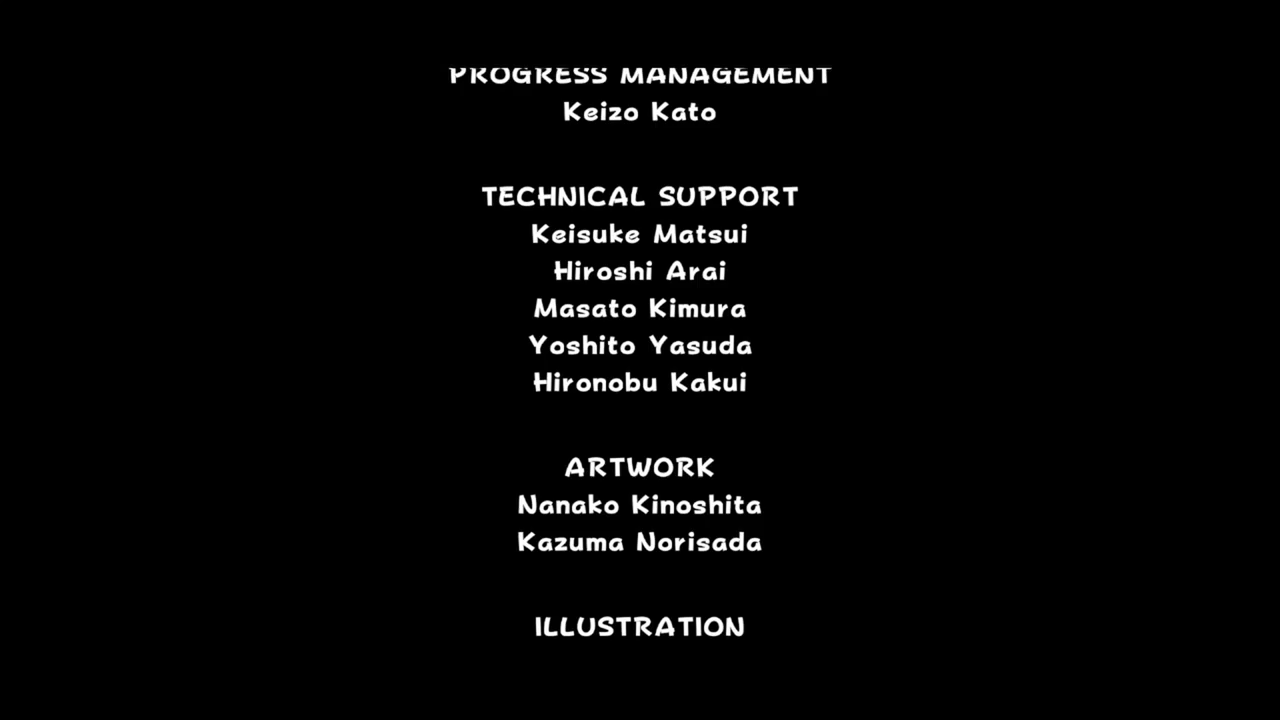 PROGRESS MANAGEMENT
Keizo Kato
TECHNICAL SUPPORT
Keisuke Matsui
Hiroshi Arai
Masato Kimura
Yoshito Yasuda
Hironobu Kakui
ARTWORK
Nanako Kinoshita
Kazuma Norisada
ILLUSTRATION